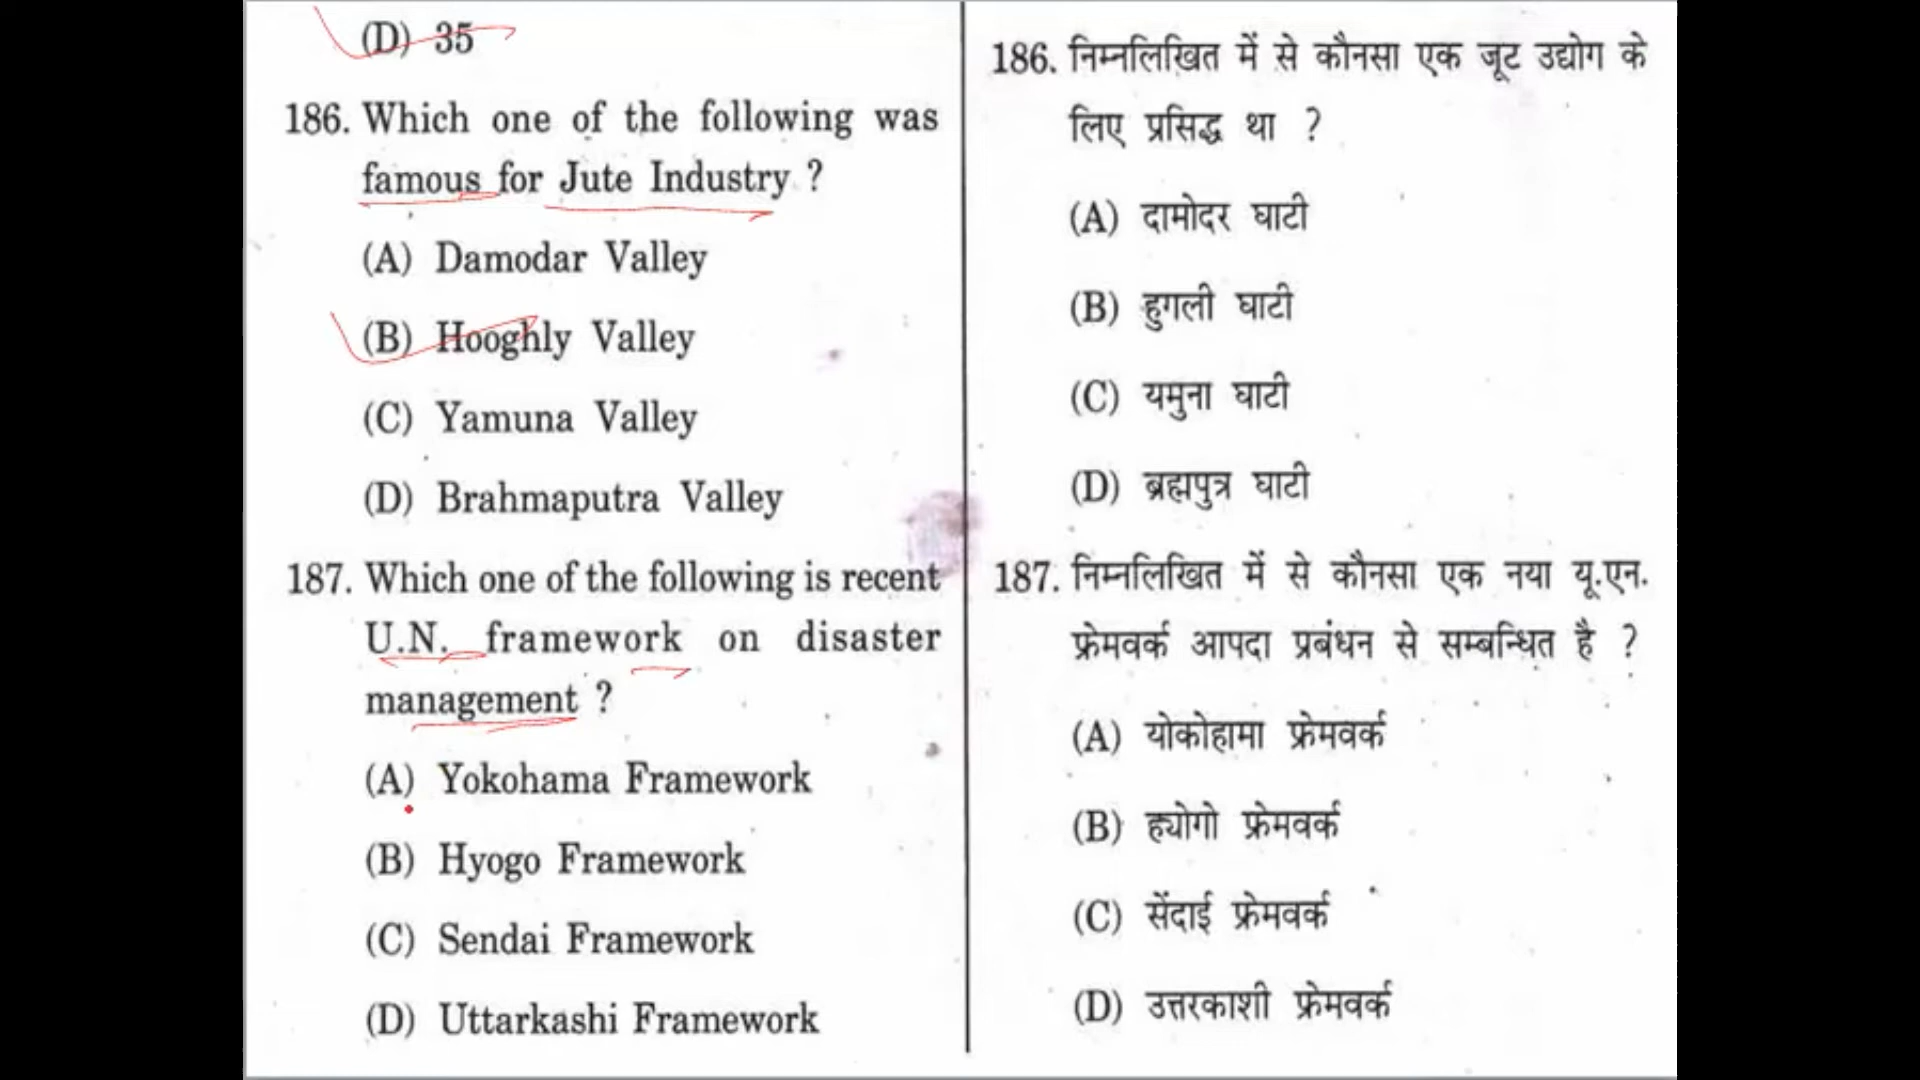 (D) 35
186. Which one of the following was
famous for Jute Industry ?
(A) Damodar Valley
(B) Hooghly Valley
(C) Yamuna Valley
(D) Brahmaputra Valley
187. Which one of the following is recent
U.N. framework on disaster
management ?
(A) Yokohama Framework
(B) Hyogo Framework
(C) Sendai Framework
(D) Uttarkashi Framework
186. निम्नलिखित में से कौनसा एक जूट उद्योग के
लिए प्रसिद्ध था ?
(A) दामोदर घाटी
(B) हुगली घाटी
(C) यमुना घाटी
(D) ब्रह्मपुत्र घाटी
187. निम्नलिखित में से कौनसा एक नया यू.एन.
फ्रेमवर्क आपदा प्रबंधन से सम्बन्धित है ?
(A) योकोहामा फ्रेमवर्क
(B) ह्योगो फ्रेमवर्क
(C) सेंदाई फ्रेमवर्क
(D) उत्तरकाशी फ्रेमवर्क